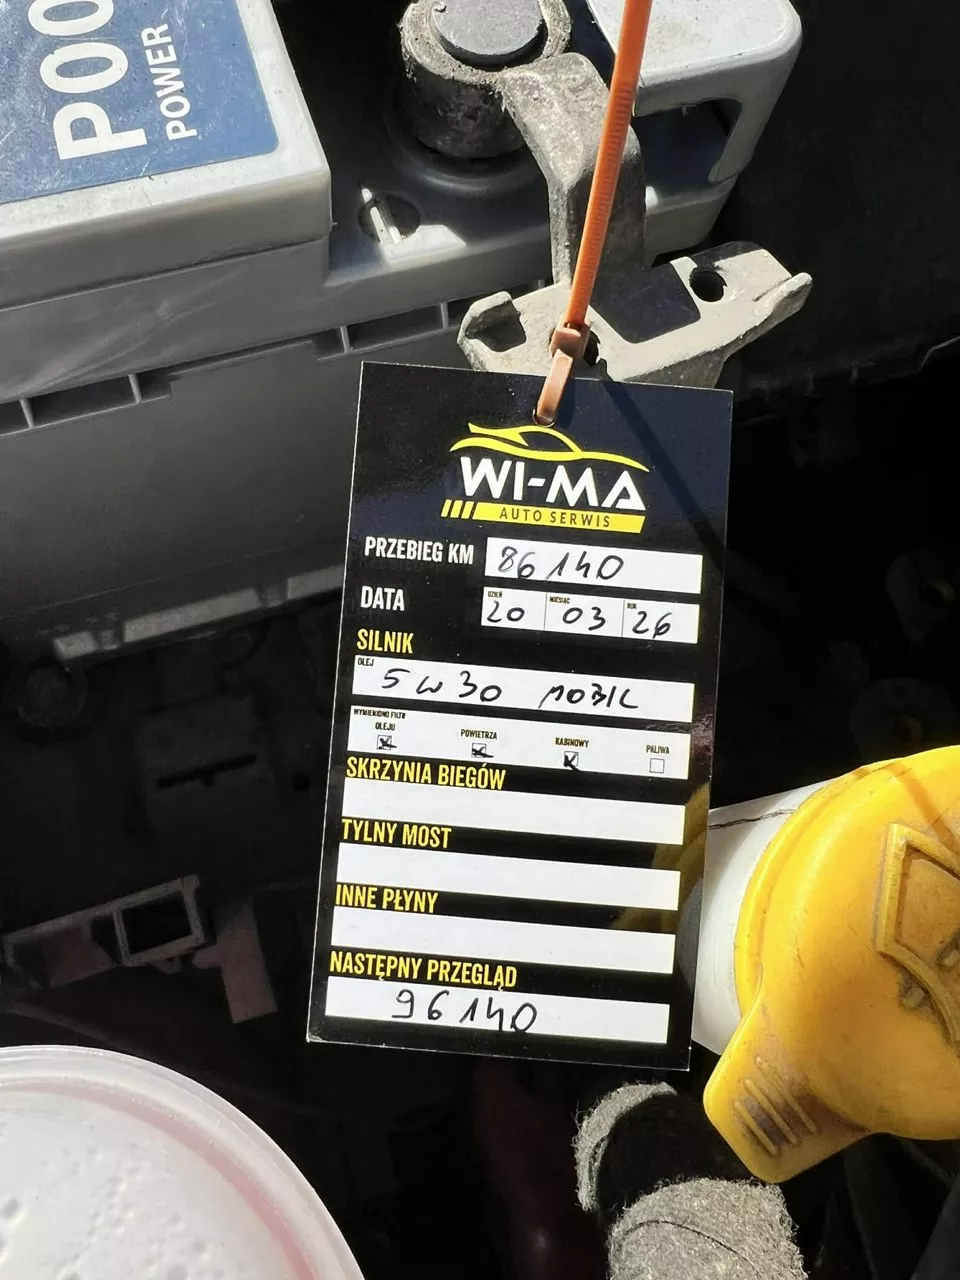 P00
POWER
WI-MA
AUTO SERWIS
PRZEBIEG KM 86140
DATA DZIEŃ 20 MIESIĄC 03 ROK 26
SILNIK
OLEJ 5W30 MOBIL
WYMIENIONO FILTR
OLEJU POWIETRZA KABINOWY PALIWA
SKRZYNIA BIEGÓW
TYLNY MOST
INNE PŁYNY
NASTĘPNY PRZEGLĄD
96140